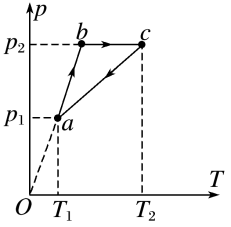 p
p₂ b c
p₁ a
O T₁ T₂ T